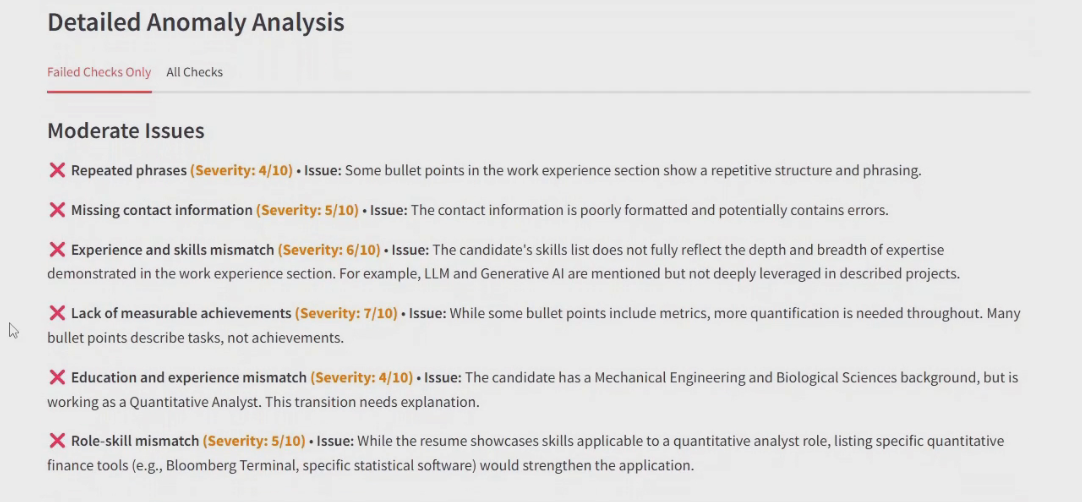 Detailed Anomaly Analysis
Failed Checks Only All Checks
Moderate Issues
❌ Repeated phrases (Severity: 4/10) • Issue: Some bullet points in the work experience section show a repetitive structure and phrasing.
❌ Missing contact information (Severity: 5/10) • Issue: The contact information is poorly formatted and potentially contains errors.
❌ Experience and skills mismatch (Severity: 6/10) • Issue: The candidate's skills list does not fully reflect the depth and breadth of expertise
demonstrated in the work experience section. For example, LLM and Generative AI are mentioned but not deeply leveraged in described projects.
❌ Lack of measurable achievements (Severity: 7/10) • Issue: While some bullet points include metrics, more quantification is needed throughout. Many
bullet points describe tasks, not achievements.
❌ Education and experience mismatch (Severity: 4/10) • Issue: The candidate has a Mechanical Engineering and Biological Sciences background, but is
working as a Quantitative Analyst. This transition needs explanation.
❌ Role-skill mismatch (Severity: 5/10) • Issue: While the resume showcases skills applicable to a quantitative analyst role, listing specific quantitative
finance tools (e.g., Bloomberg Terminal, specific statistical software) would strengthen the application.